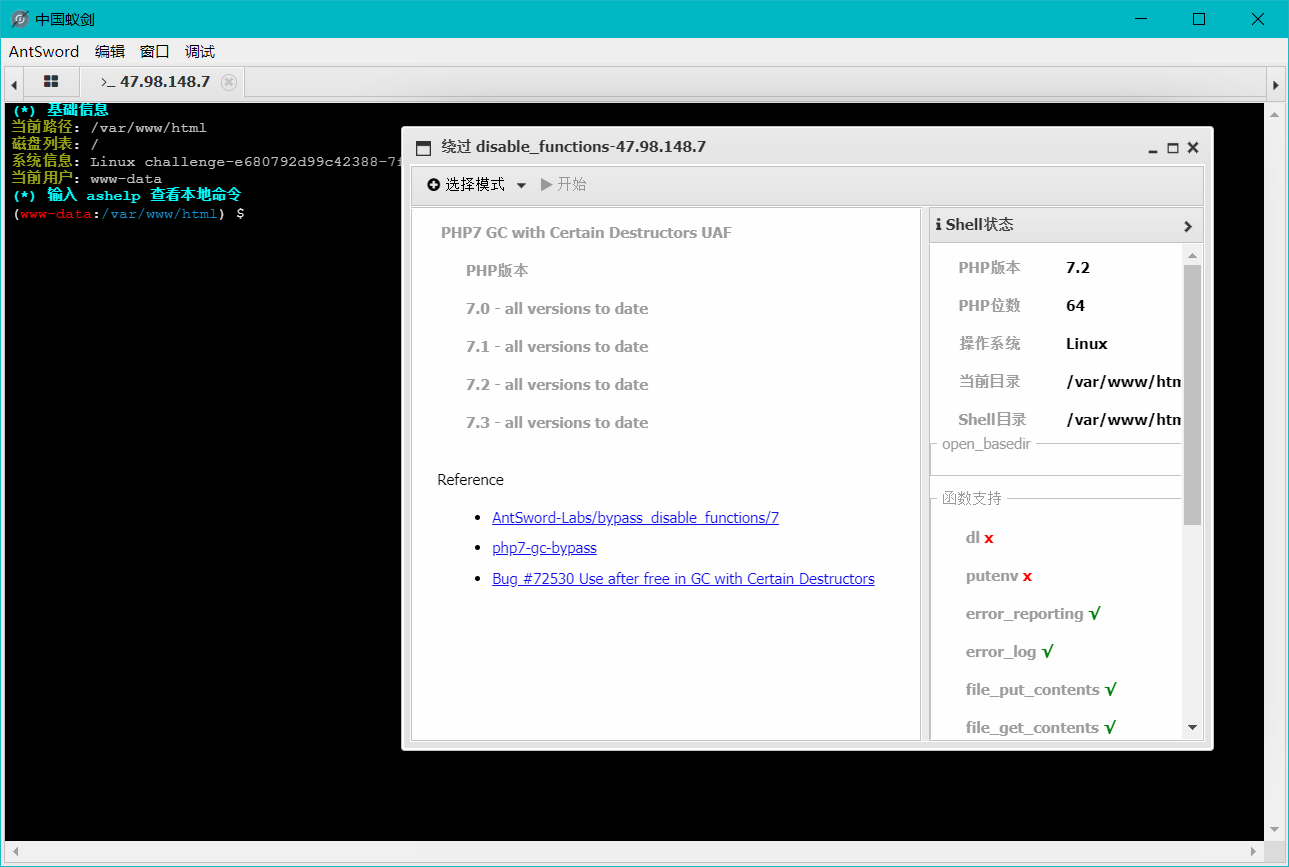 中国蚁剑
AntSword 编辑 窗口 调试
>_ 47.98.148.7
(*) 基础信息
当前路径: /var/www/html
磁盘列表: /
系统信息: Linux challenge-e680792d99c42388-7
当前用户: www-data
(*) 输入 ashelp 查看本地命令
(www-data:/var/www/html) $
绕过 disable_functions-47.98.148.7
选择模式 开始
PHP7 GC with Certain Destructors UAF
PHP版本
7.0 - all versions to date
7.1 - all versions to date
7.2 - all versions to date
7.3 - all versions to date
Reference
AntSword-Labs/bypass_disable_functions/7
php7-gc-bypass
Bug #72530 Use after free in GC with Certain Destructors
Shell状态
PHP版本 7.2
PHP位数 64
操作系统 Linux
当前目录 /var/www/htm
Shell目录 /var/www/htm
open_basedir
函数支持
dl x
putenv x
error_reporting √
error_log √
file_put_contents √
file_get_contents √